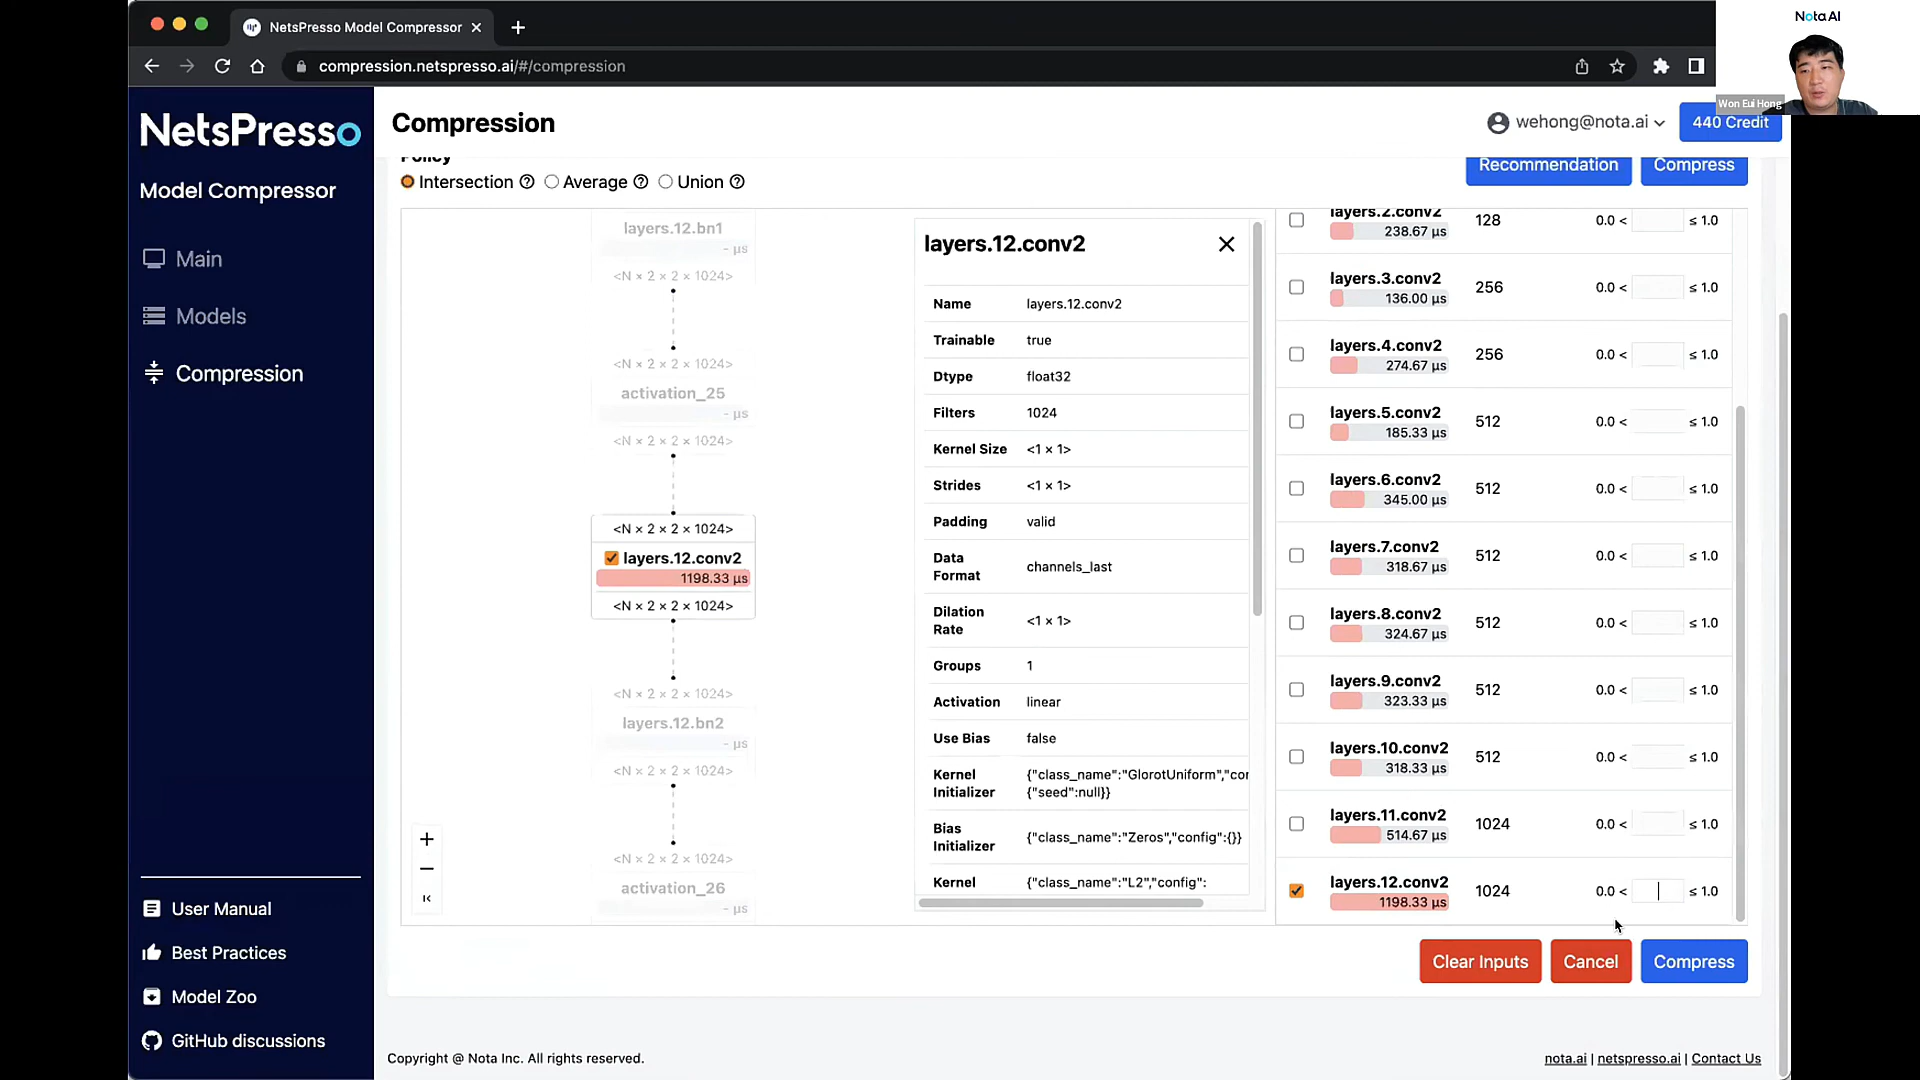 NetsPresso Model Compressor
compression.netspresso.ai/#/compression
Nota AI
Won Eui Hong
NetsPresso
Model Compressor
Main
Models
Compression
User Manual
Best Practices
Model Zoo
GitHub discussions
Compression
wehong@nota.ai
440 Credit
Policy
Intersection Average Union
Recommendation
Compress
layers.12.bn1
- µs
<N × 2 × 2 × 1024>
<N × 2 × 2 × 1024>
activation_25
- µs
<N × 2 × 2 × 1024>
<N × 2 × 2 × 1024>
layers.12.conv2
1198.33 µs
<N × 2 × 2 × 1024>
<N × 2 × 2 × 1024>
layers.12.bn2
- µs
<N × 2 × 2 × 1024>
<N × 2 × 2 × 1024>
activation_26
- µs
layers.12.conv2
Name layers.12.conv2
Trainable true
Dtype float32
Filters 1024
Kernel Size <1 × 1>
Strides <1 × 1>
Padding valid
Data Format channels_last
Dilation Rate <1 × 1>
Groups 1
Activation linear
Use Bias false
Kernel Initializer {"class_name":"GlorotUniform","cor
{"seed":null}}
Bias Initializer {"class_name":"Zeros","config":{}}
Kernel {"class_name":"L2","config":
layers.2.conv2 128 0.0 < ≤ 1.0
238.67 µs
layers.3.conv2 256 0.0 < ≤ 1.0
136.00 µs
layers.4.conv2 256 0.0 < ≤ 1.0
274.67 µs
layers.5.conv2 512 0.0 < ≤ 1.0
185.33 µs
layers.6.conv2 512 0.0 < ≤ 1.0
345.00 µs
layers.7.conv2 512 0.0 < ≤ 1.0
318.67 µs
layers.8.conv2 512 0.0 < ≤ 1.0
324.67 µs
layers.9.conv2 512 0.0 < ≤ 1.0
323.33 µs
layers.10.conv2 512 0.0 < ≤ 1.0
318.33 µs
layers.11.conv2 1024 0.0 < ≤ 1.0
514.67 µs
layers.12.conv2 1024 0.0 < ≤ 1.0
1198.33 µs
Clear Inputs
Cancel
Compress
Copyright @ Nota Inc. All rights reserved.
nota.ai | netspresso.ai | Contact Us